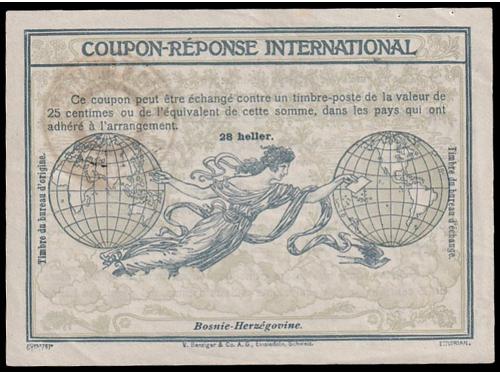 COUPON-RÉPONSE INTERNATIONAL
Ce coupon peut être échangé contre un timbre-poste de la valeur de
25 centimes ou de l'équivalent de cette somme, dans les pays qui ont
adhéré à l'arrangement.
28 heller.
Timbre du bureau d'origine.
Timbre du bureau d'échange.
Bosnie-Herzégovine.
V. Benziger & Co. A.G., Einsiedeln, Schweiz.